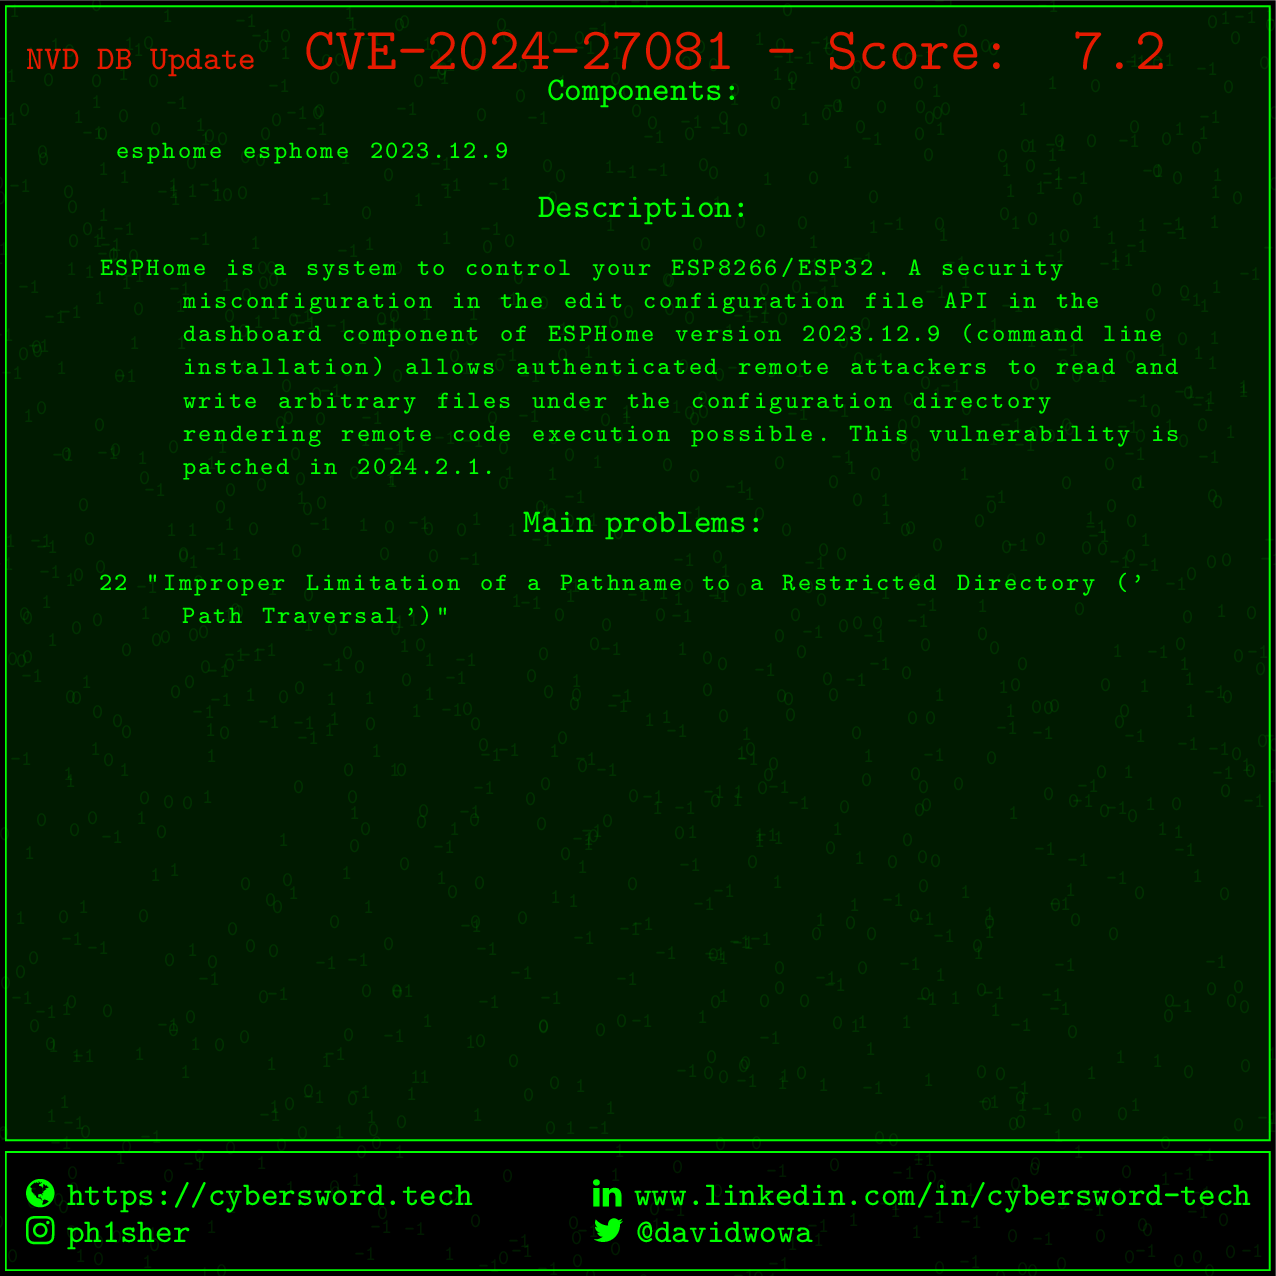 NVD DB Update CVE-2024-27081 - Score: 7.2
Components:
esphome esphome 2023.12.9
Description:
ESPHome is a system to control your ESP8266/ESP32. A security
misconfiguration in the edit configuration file API in the
dashboard component of ESPHome version 2023.12.9 (command line
installation) allows authenticated remote attackers to read and
write arbitrary files under the configuration directory
rendering remote code execution possible. This vulnerability is
patched in 2024.2.1.
Main problems:
22 "Improper Limitation of a Pathname to a Restricted Directory ('
Path Traversal')"
https://cybersword.tech
www.linkedin.com/in/cybersword-tech
ph1sher
@davidwowa